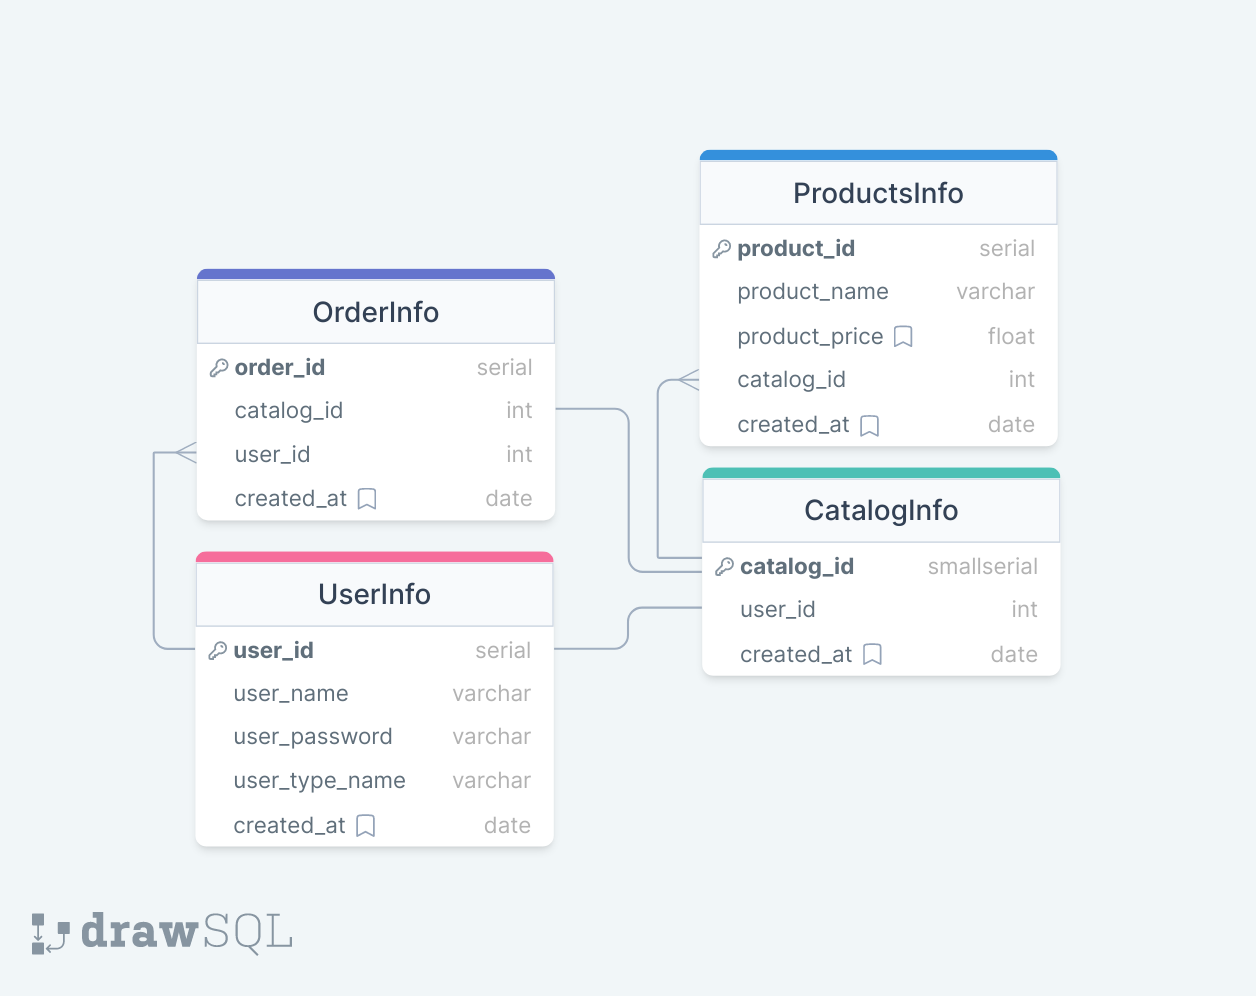 ProductsInfo
product_id serial
product_name varchar
product_price float
catalog_id int
created_at date
OrderInfo
order_id serial
catalog_id int
user_id int
created_at date
CatalogInfo
catalog_id smallserial
user_id int
created_at date
UserInfo
user_id serial
user_name varchar
user_password varchar
user_type_name varchar
created_at date
drawSQL